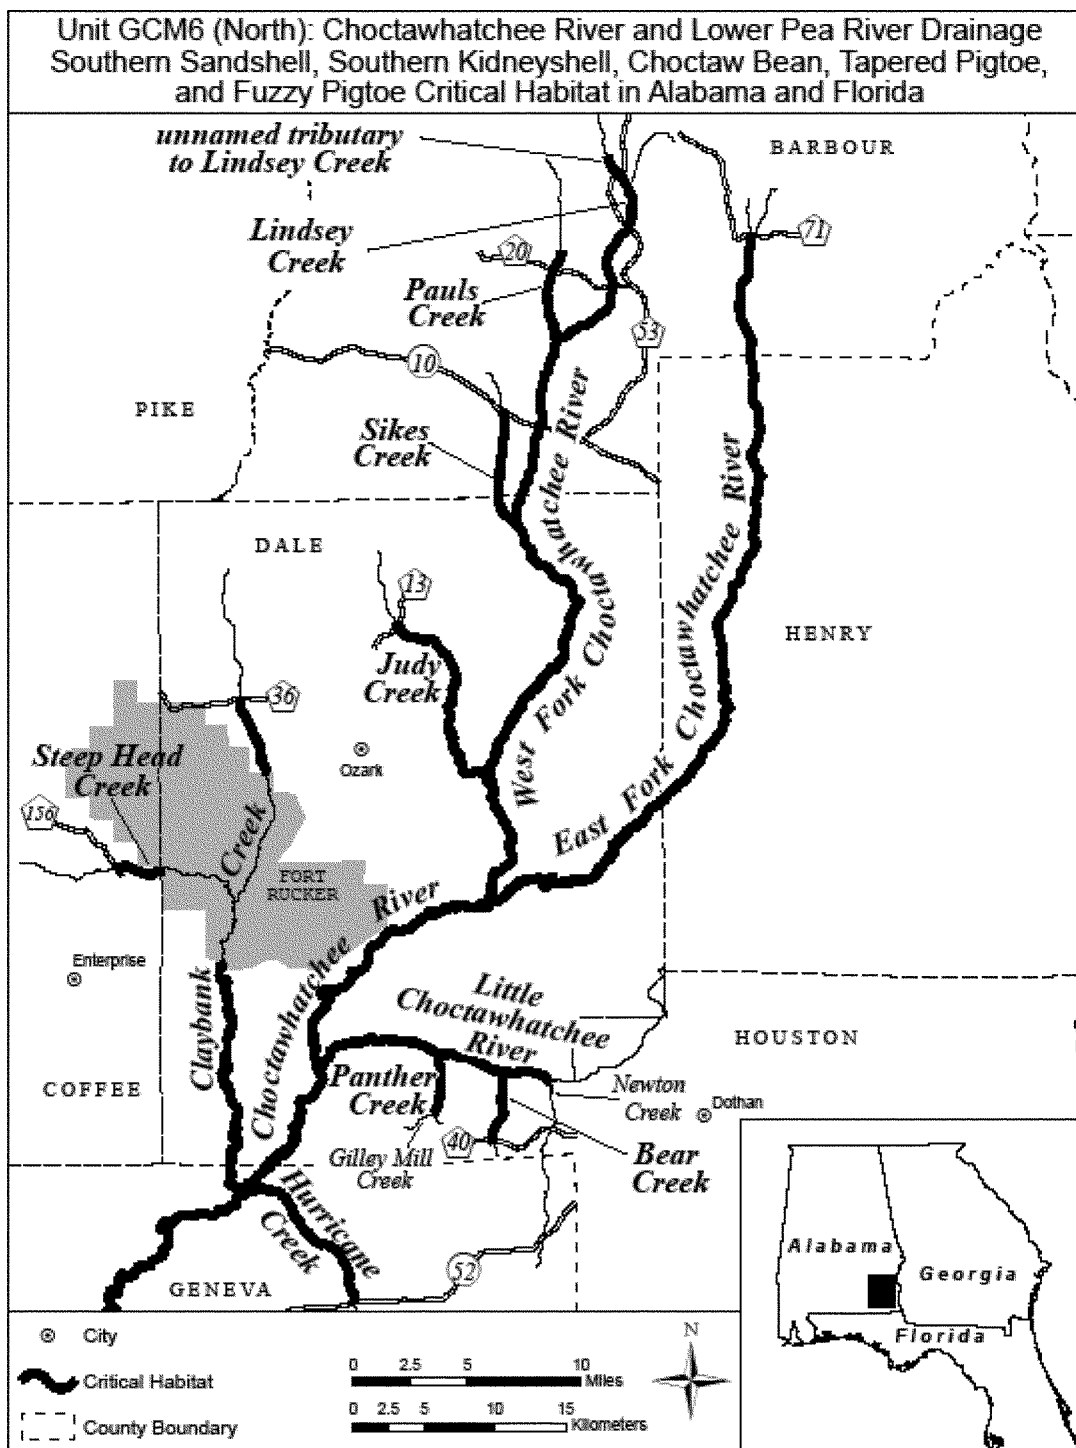 Unit GCM6 (North): Choctawhatchee River and Lower Pea River Drainage
Southern Sandshell, Southern Kidneyshell, Choctaw Bean, Tapered Pigtoe,
and Fuzzy Pigtoe Critical Habitat in Alabama and Florida
unnamed tributary
to Lindsey Creek
BARBOUR
Lindsey
Creek
71
20
Pauls
Creek
53
10
PIKE
Sikes
Creek
West Fork Choctawhatchee River
East Fork Choctawhatchee River
DALE
13
HENRY
Judy
Creek
36
Steep Head
Creek
Ozark
156
Claybank Creek
FORT
RUCKER
Choctawhatchee River
Enterprise
Little
Choctawhatchee
River
HOUSTON
COFFEE
Panther
Creek
Newton
Creek
Dothan
Gilley Mill
Creek
40
Bear
Creek
Hurricane
Creek
52
GENEVA
Alabama
Georgia
Florida
City
Critical Habitat
County Boundary
0 2.5 5 10
Miles
0 2.5 5 10 15
Kilometers
N